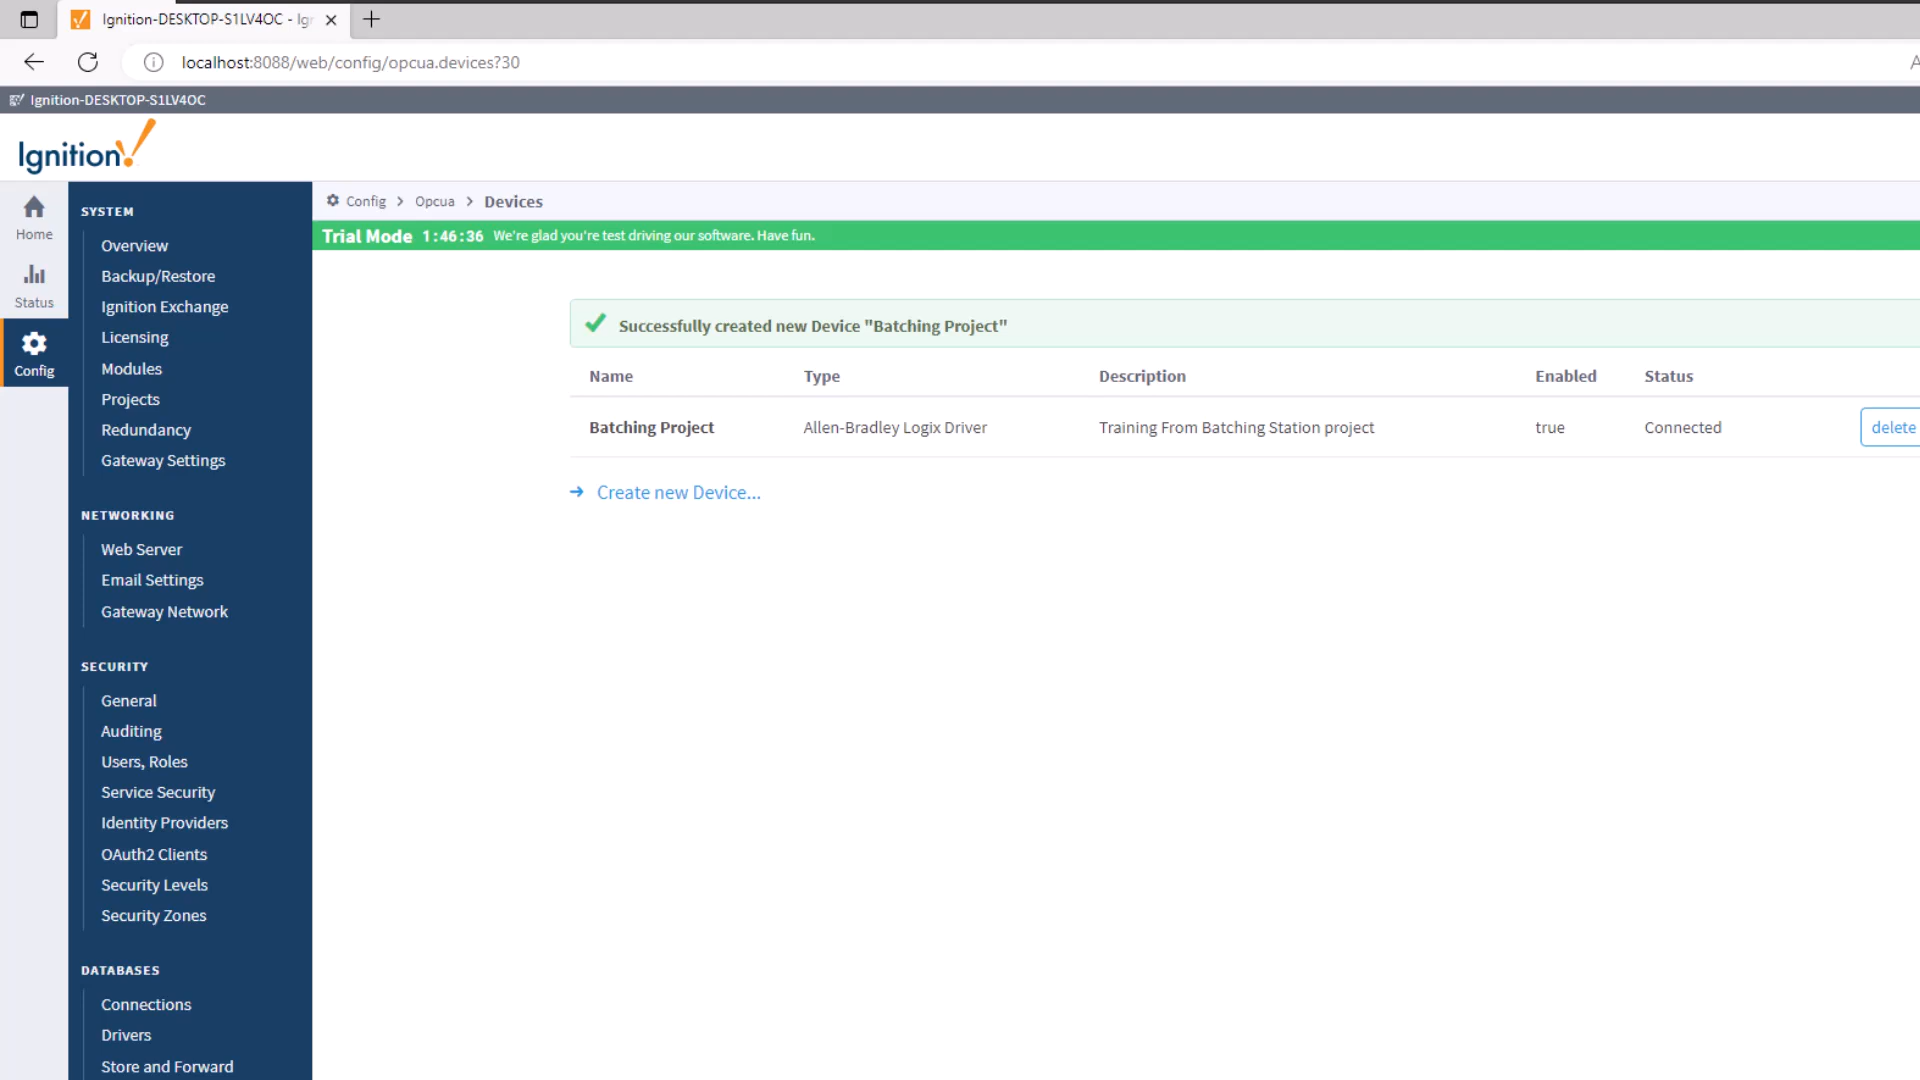 Ignition-DESKTOP-S1LV4OC - Ig
localhost:8088/web/config/opcua.devices?30
Ignition-DESKTOP-S1LV4OC
Ignition!
Home
Status
Config
SYSTEM
Overview
Backup/Restore
Ignition Exchange
Licensing
Modules
Projects
Redundancy
Gateway Settings
NETWORKING
Web Server
Email Settings
Gateway Network
SECURITY
General
Auditing
Users, Roles
Service Security
Identity Providers
OAuth2 Clients
Security Levels
Security Zones
DATABASES
Connections
Drivers
Store and Forward
Config > Opcua > Devices
Trial Mode 1:46:36 We're glad you're test driving our software. Have fun.
Successfully created new Device "Batching Project"
Name Type Description Enabled Status
Batching Project Allen-Bradley Logix Driver Training From Batching Station project true Connected delete
Create new Device...